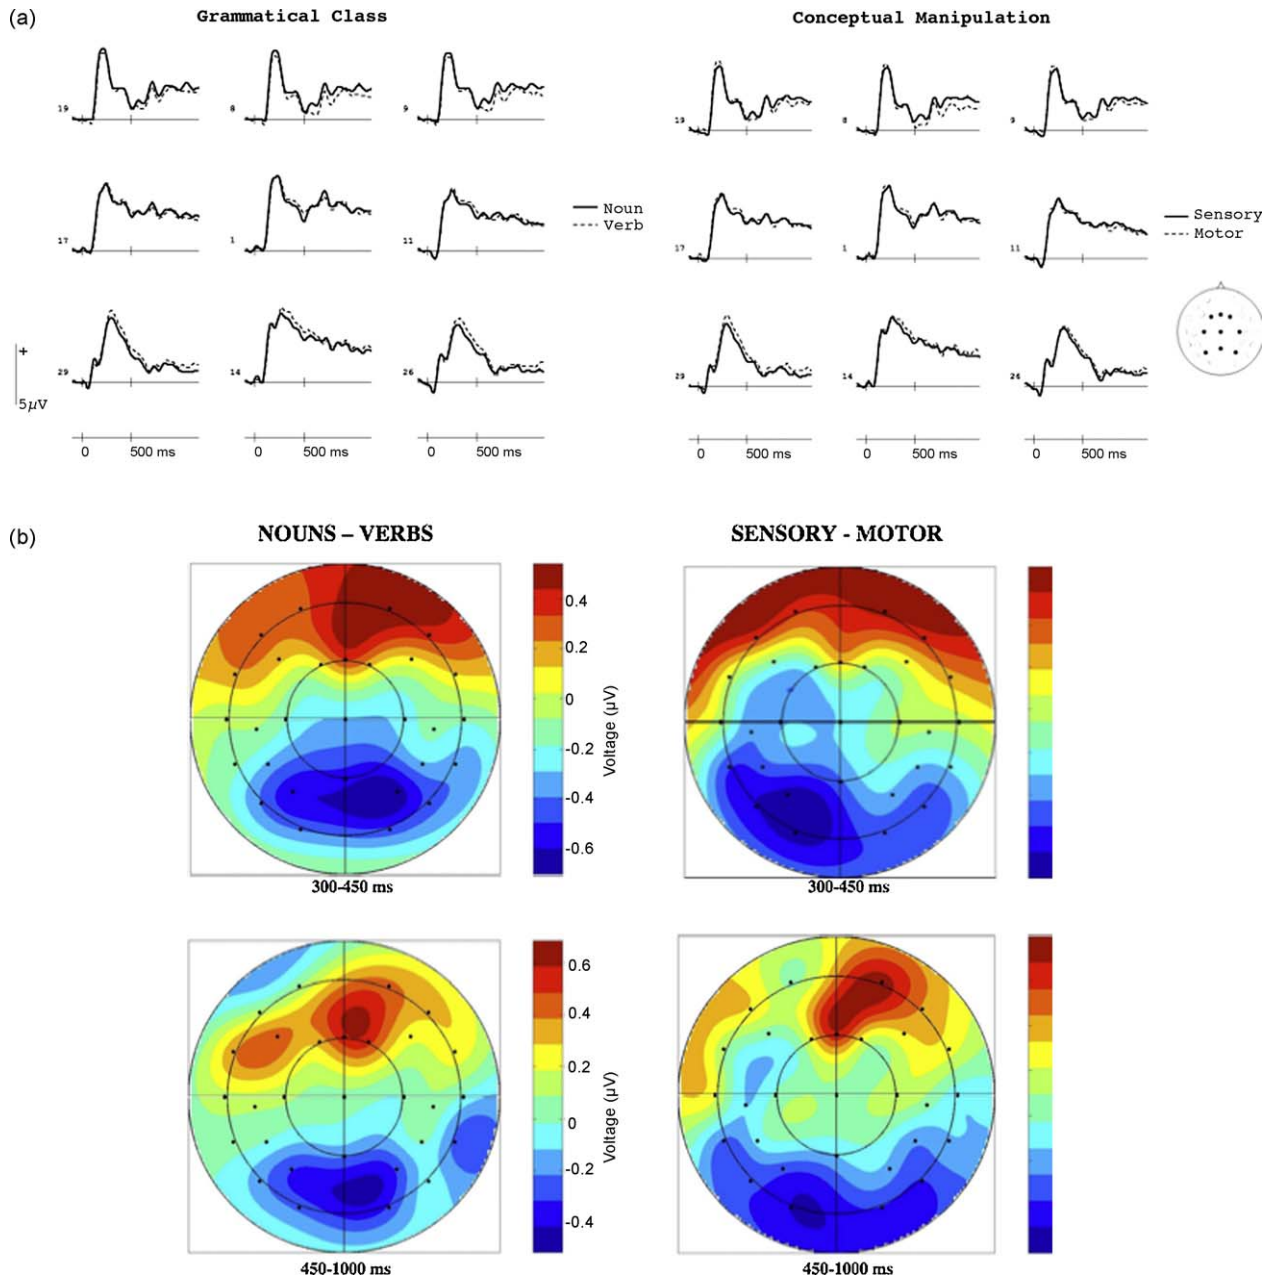 (a)
Grammatical Class
Conceptual Manipulation
19
8
9
19
8
9
17
1
11
Noun
Verb
17
1
11
Sensory
Motor
+
5µV
29
14
26
29
14
26
0 500 ms
0 500 ms
0 500 ms
0 500 ms
0 500 ms
0 500 ms
(b)
NOUNS – VERBS
SENSORY - MOTOR
0.4
0.2
0
-0.2
-0.4
-0.6
Voltage (µV)
300-450 ms
300-450 ms
0.6
0.4
0.2
0
-0.2
-0.4
Voltage (µV)
450-1000 ms
450-1000 ms